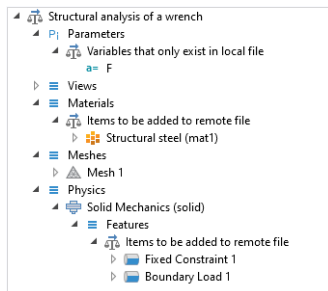 Structural analysis of a wrench
Pi Parameters
Variables that only exist in local file
a= F
Views
Materials
Items to be added to remote file
Structural steel (mat1)
Meshes
Mesh 1
Physics
Solid Mechanics (solid)
Features
Items to be added to remote file
Fixed Constraint 1
Boundary Load 1